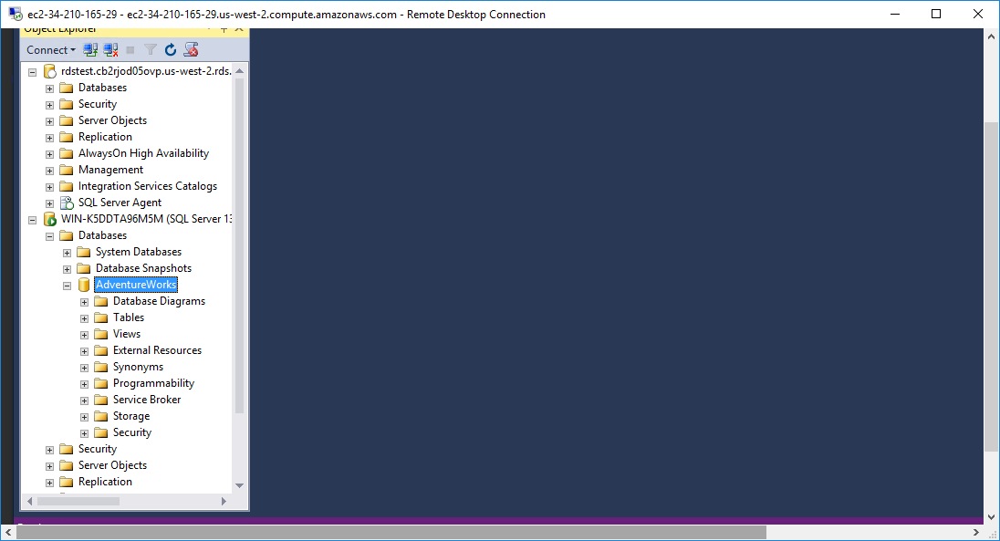 ec2-34-210-165-29 - ec2-34-210-165-29.us-west-2.compute.amazonaws.com - Remote Desktop Connection
Object Explorer
Connect
rdstest.cb2rjod05ovp.us-west-2.rds.
Databases
Security
Server Objects
Replication
AlwaysOn High Availability
Management
Integration Services Catalogs
SQL Server Agent
WIN-K5DDTA96M5M (SQL Server 13
Databases
System Databases
Database Snapshots
AdventureWorks
Database Diagrams
Tables
Views
External Resources
Synonyms
Programmability
Service Broker
Storage
Security
Security
Server Objects
Replication